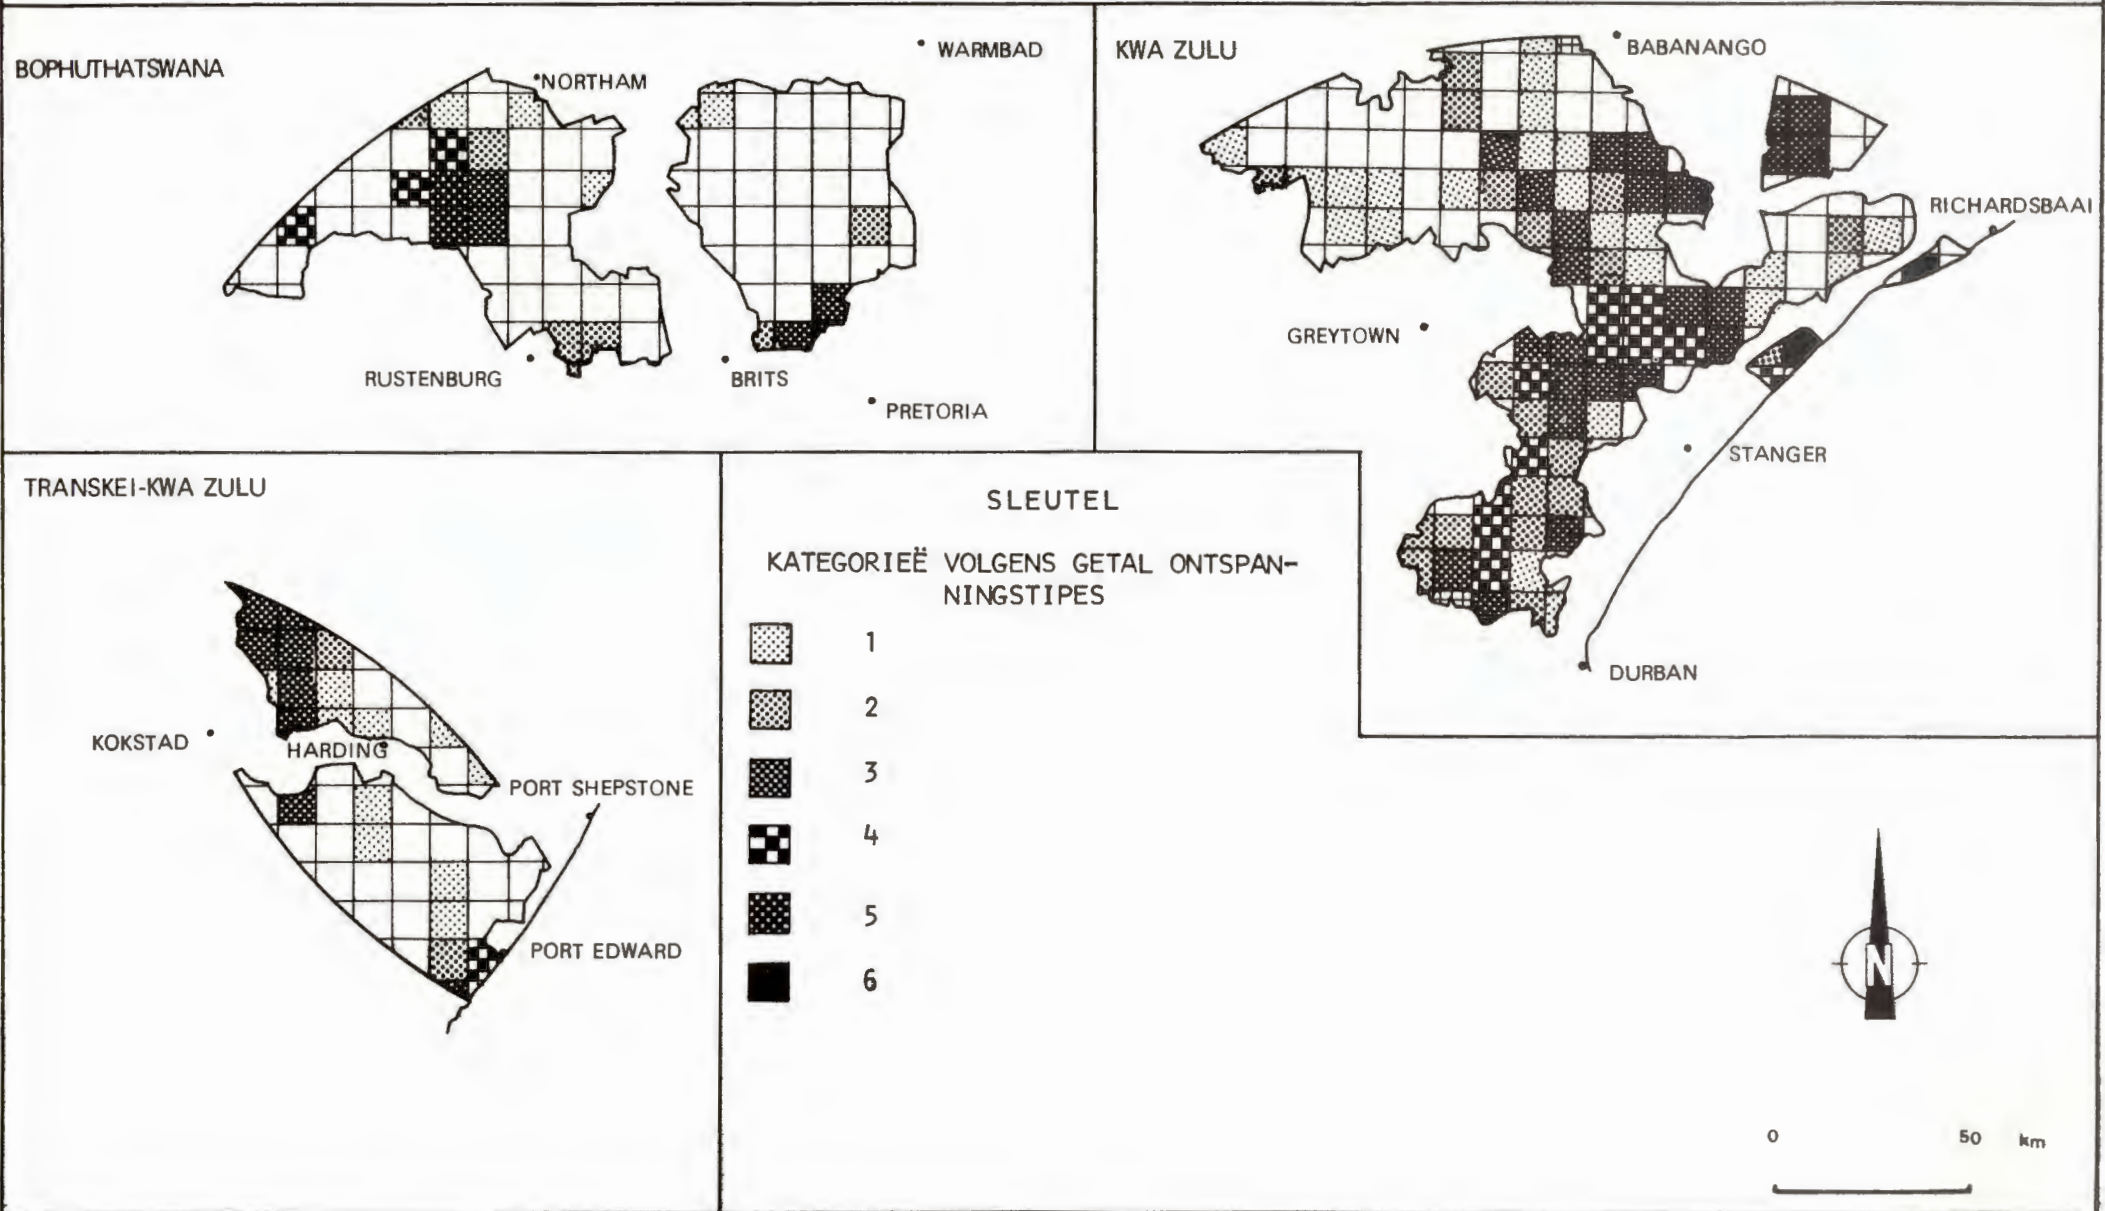 BOPHUTHATSWANA
NORTHAM
WARMBAD
RUSTENBURG
BRITS
PRETORIA
KWA ZULU
BABANANGO
RICHARDSBAAI
GREYTOWN
STANGER
DURBAN
TRANSKEI-KWA ZULU
KOKSTAD
HARDING
PORT SHEPSTONE
PORT EDWARD
SLEUTEL
KATEGORIEË VOLGENS GETAL ONTSPAN-
NINGSTIPES
1
2
3
4
5
6
N
0 50 km